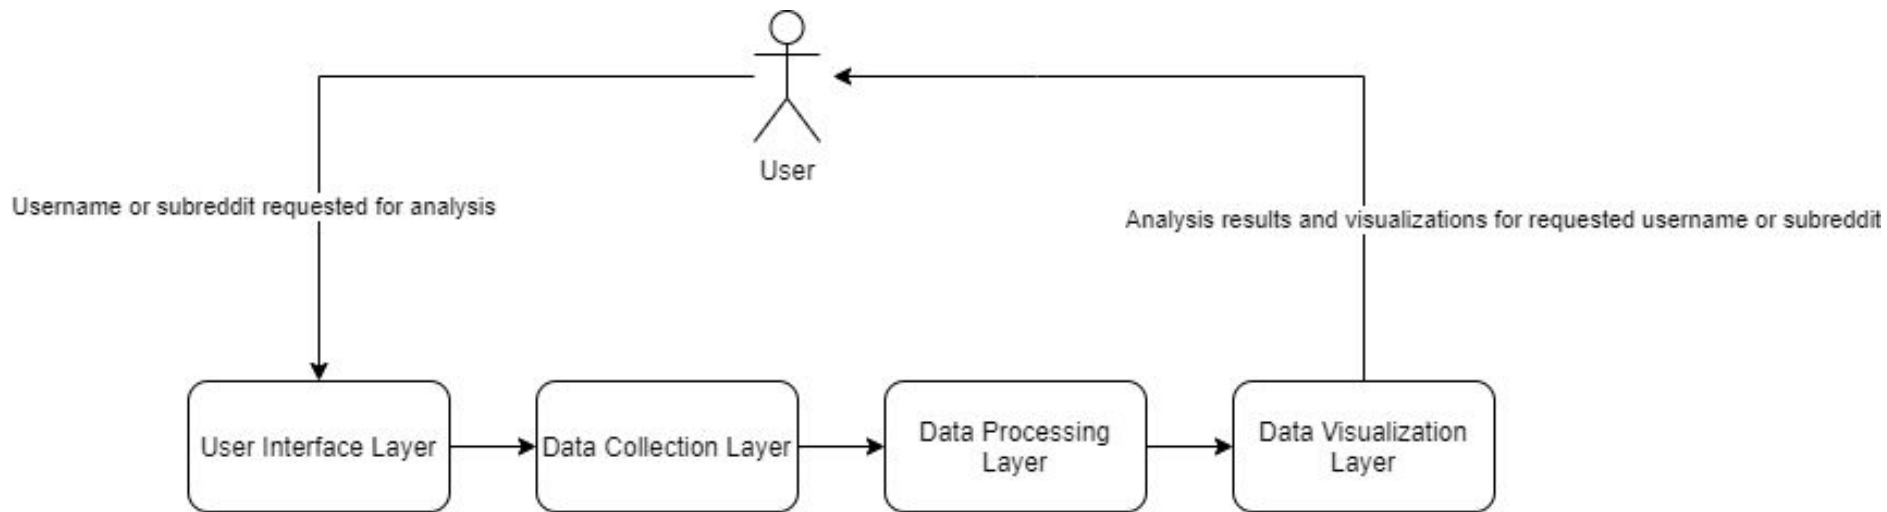 User
Username or subreddit requested for analysis
Analysis results and visualizations for requested username or subreddit
User Interface Layer
Data Collection Layer
Data Processing
Layer
Data Visualization
Layer